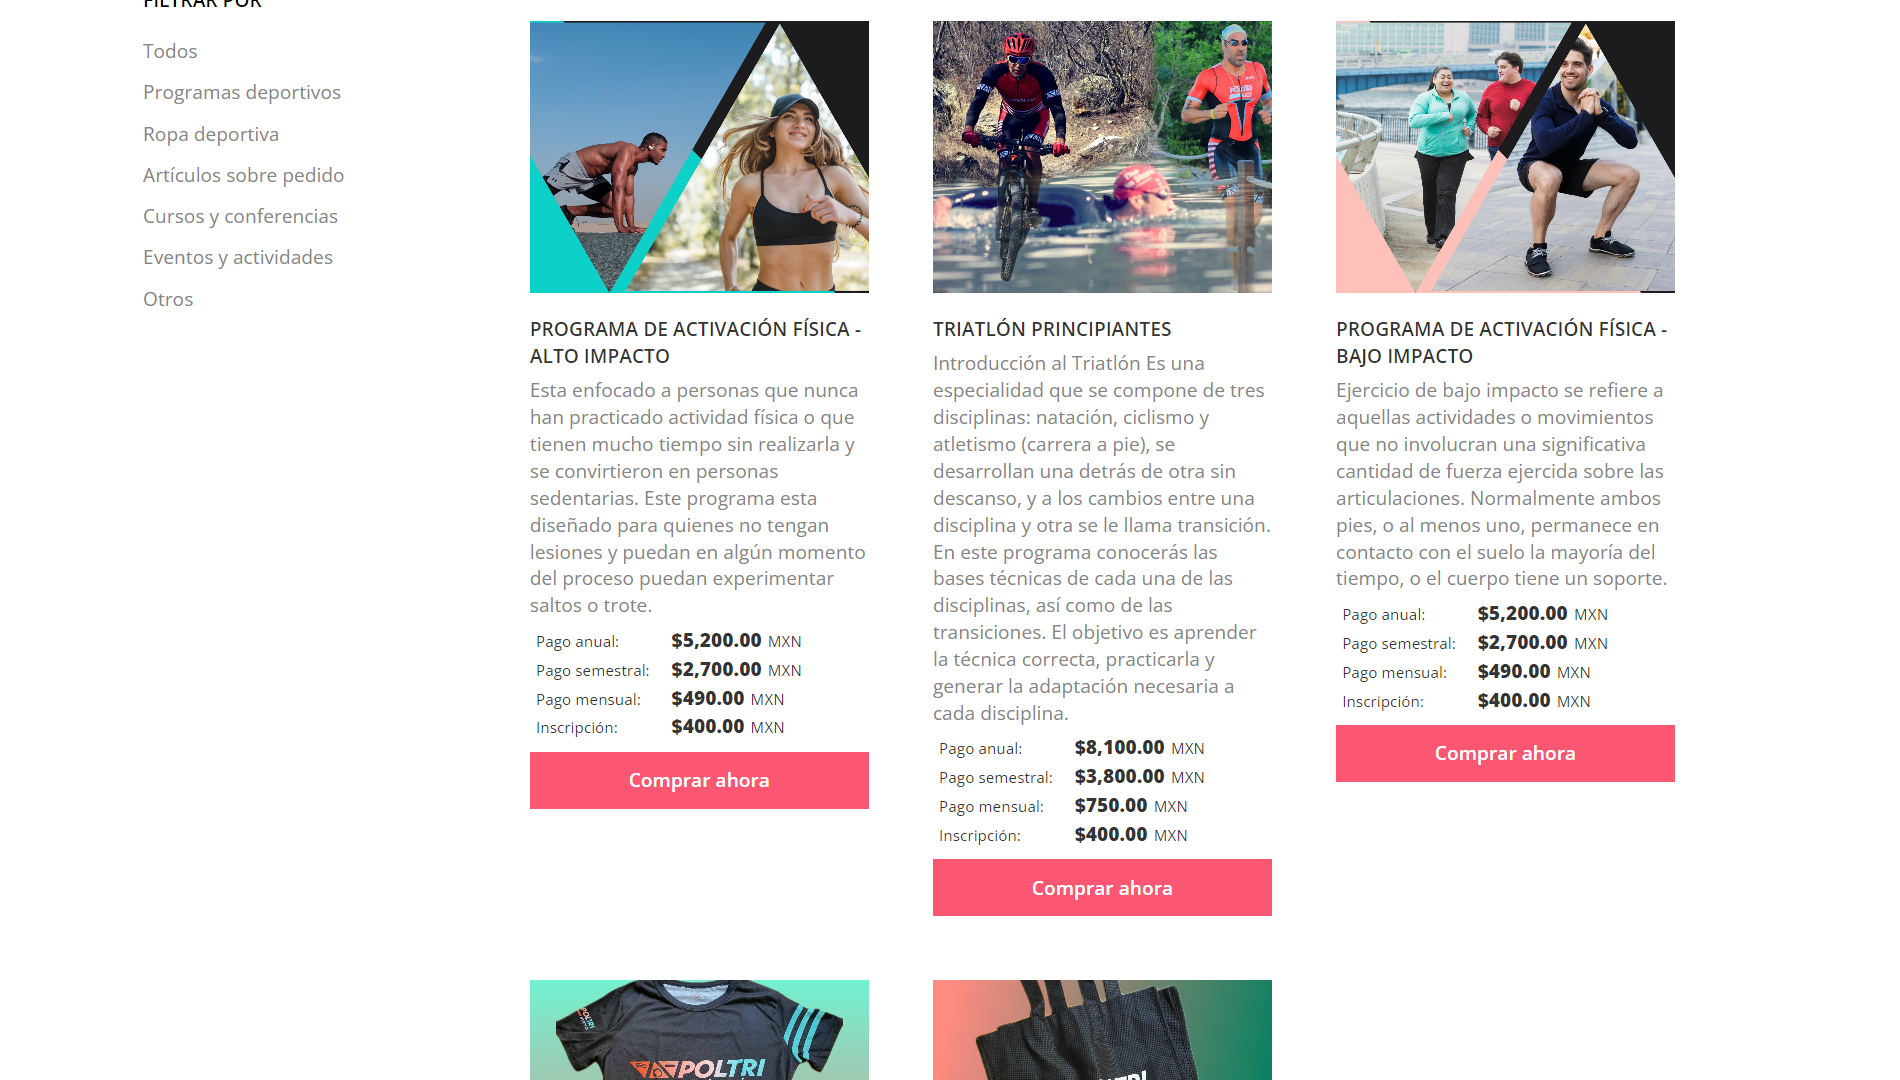 FILTRAR POR
Todos
Programas deportivos
Ropa deportiva
Artículos sobre pedido
Cursos y conferencias
Eventos y actividades
Otros
PROGRAMA DE ACTIVACIÓN FÍSICA -
ALTO IMPACTO
Esta enfocado a personas que nunca
han practicado actividad física o que
tienen mucho tiempo sin realizarla y
se convirtieron en personas
sedentarias. Este programa esta
diseñado para quienes no tengan
lesiones y puedan en algún momento
del proceso puedan experimentar
saltos o trote.
Pago anual: $5,200.00 MXN
Pago semestral: $2,700.00 MXN
Pago mensual: $490.00 MXN
Inscripción: $400.00 MXN
Comprar ahora
TRIATLÓN PRINCIPIANTES
Introducción al Triatlón Es una
especialidad que se compone de tres
disciplinas: natación, ciclismo y
atletismo (carrera a pie), se
desarrollan una detrás de otra sin
descanso, y a los cambios entre una
disciplina y otra se le llama transición.
En este programa conocerás las
bases técnicas de cada una de las
disciplinas, así como de las
transiciones. El objetivo es aprender
la técnica correcta, practicarla y
generar la adaptación necesaria a
cada disciplina.
Pago anual: $8,100.00 MXN
Pago semestral: $3,800.00 MXN
Pago mensual: $750.00 MXN
Inscripción: $400.00 MXN
Comprar ahora
PROGRAMA DE ACTIVACIÓN FÍSICA -
BAJO IMPACTO
Ejercicio de bajo impacto se refiere a
aquellas actividades o movimientos
que no involucran una significativa
cantidad de fuerza ejercida sobre las
articulaciones. Normalmente ambos
pies, o al menos uno, permanece en
contacto con el suelo la mayoría del
tiempo, o el cuerpo tiene un soporte.
Pago anual: $5,200.00 MXN
Pago semestral: $2,700.00 MXN
Pago mensual: $490.00 MXN
Inscripción: $400.00 MXN
Comprar ahora
POLTRI
POLTRI